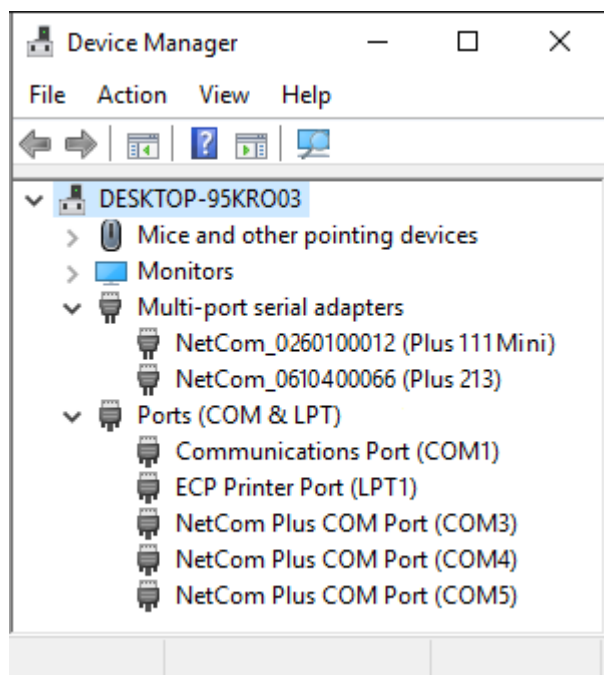 Device Manager
File Action View Help
DESKTOP-95KRO03
Mice and other pointing devices
Monitors
Multi-port serial adapters
NetCom_0260100012 (Plus 111 Mini)
NetCom_0610400066 (Plus 213)
Ports (COM & LPT)
Communications Port (COM1)
ECP Printer Port (LPT1)
NetCom Plus COM Port (COM3)
NetCom Plus COM Port (COM4)
NetCom Plus COM Port (COM5)